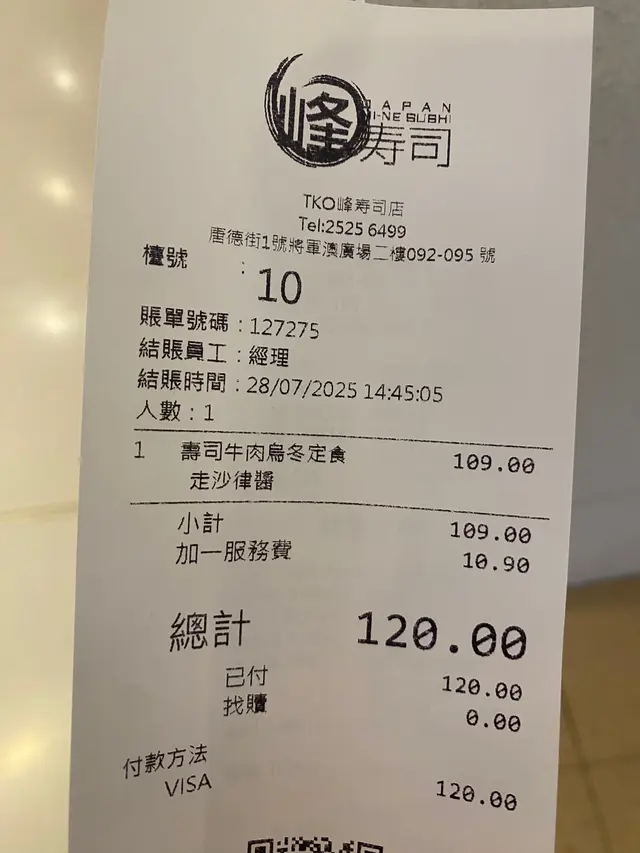 峰
JAPAN
寿司
TKO峰寿司店
Tel:2525 6499
唐德街1號將軍澳廣場二樓092-095 號
檯號 : 10
賬單號碼 : 127275
結賬員工 : 經理
結賬時間 : 28/07/2025 14:45:05
人數 : 1
1 壽司牛肉烏冬定食 109.00
走沙律醬
小計 109.00
加一服務費 10.90
總計 120.00
已付 120.00
找贖 0.00
付款方法
VISA 120.00